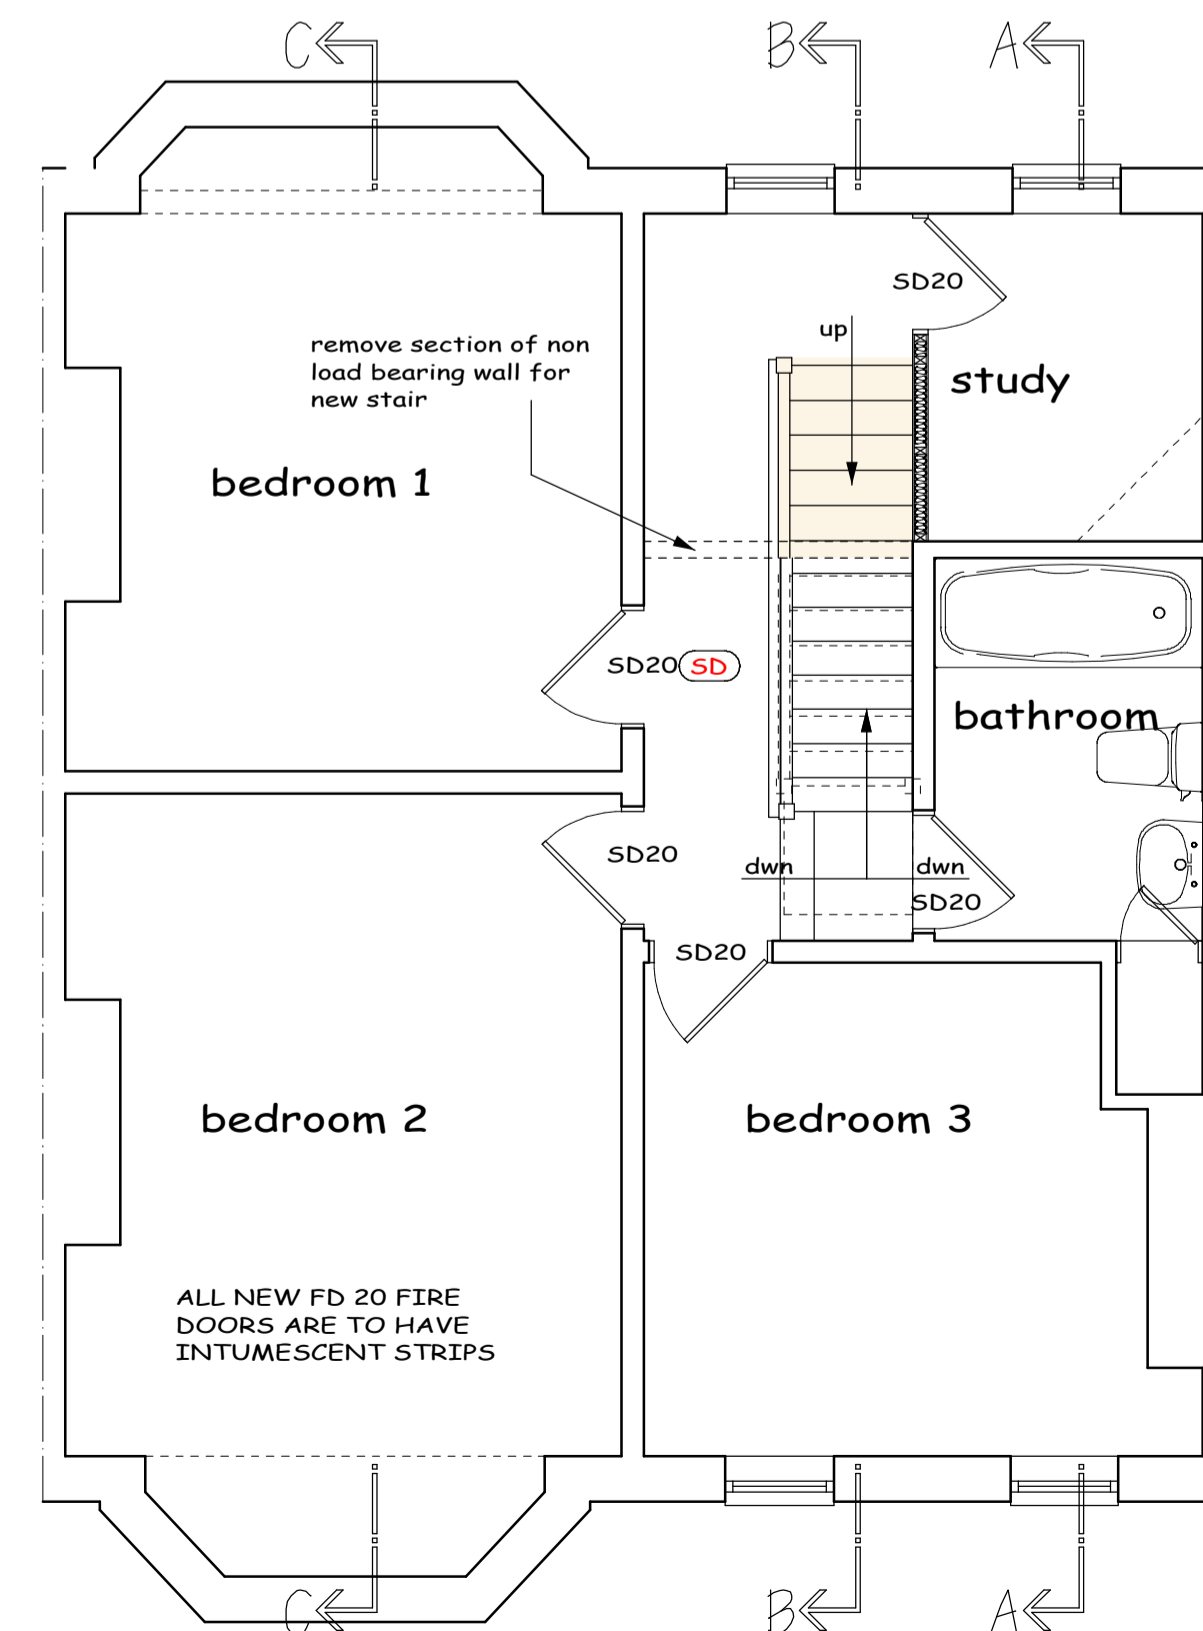 C
B
A
SD20
up
remove section of non
load bearing wall for
new stair
study
bedroom 1
SD20
SD
bathroom
SD20
dwn
dwn
SD20
SD20
bedroom 2
bedroom 3
ALL NEW FD 20 FIRE
DOORS ARE TO HAVE
INTUMESCENT STRIPS
C
B
A